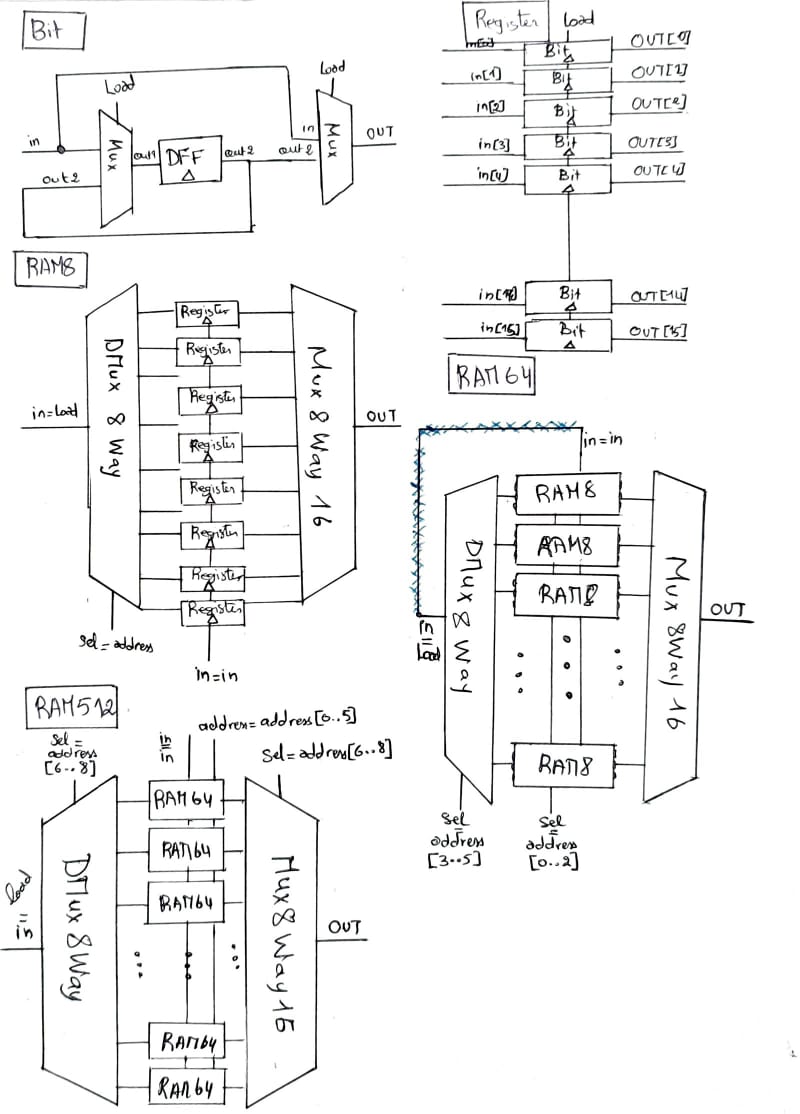 Bit
Load
Load
in
out2
Mux
out1
DFF
out2
in
out2
Mux
OUT
Register
Load
in[0]
Bit
OUT[0]
in[1]
Bit
OUT[1]
in[2]
Bit
OUT[2]
in[3]
Bit
OUT[3]
in[4]
Bit
OUT[4]
Bit
OUT[14]
in[15]
Bit
OUT[15]
RAM8
in=Load
DMux 8 Way
Register
Register
Register
Register
Register
Register
Register
Register
Mux 8 Way 16
OUT
Sel=address
in=in
RAM64
in=in
in=Load
DMux 8 Way
RAM8
RAM8
RAM8
RAM8
Mux 8Way 16
OUT
Sel
=
address
[3..5]
Sel
=
address
[0..2]
RAM512
Sel=
address
[6..8]
in=in
address=address[0..5]
Sel=address[6..8]
Load
=
in
DMux 8 Way
RAM64
RAM64
RAM64
RAM64
RAM64
Mux 8 Way 16
OUT